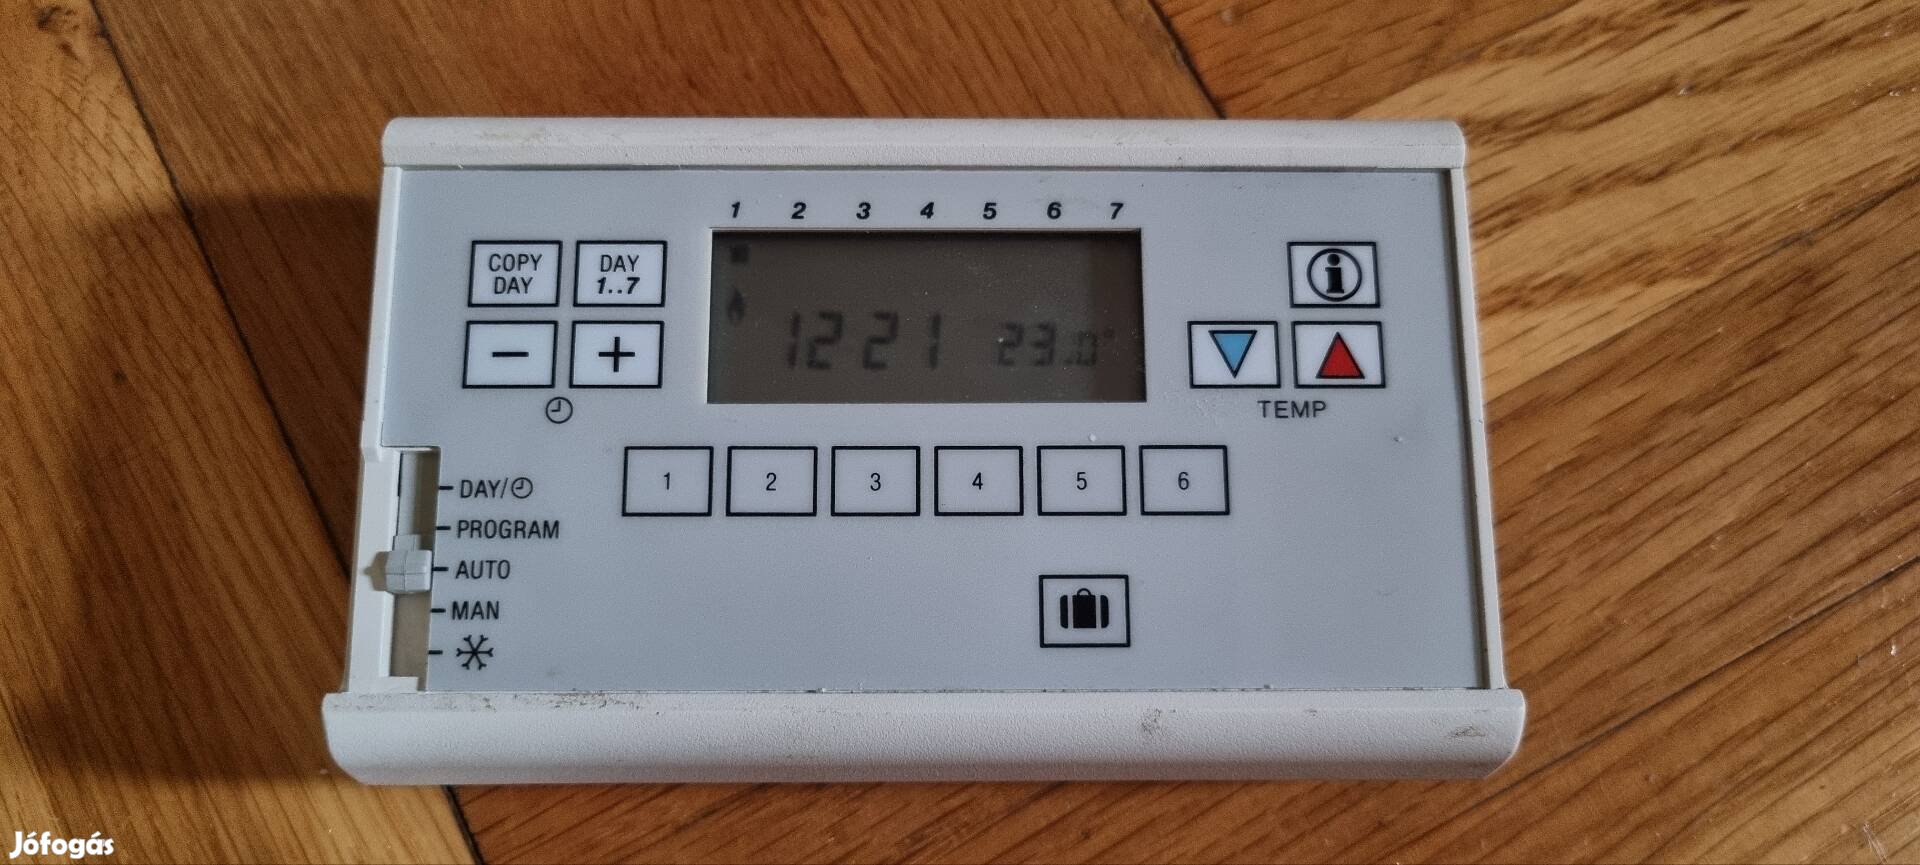 1 2 3 4 5 6 7
COPY DAY
DAY 1..7
12 21 23.0°
− +
TEMP
1 2 3 4 5 6
DAY/
PROGRAM
AUTO
MAN
Jófogás